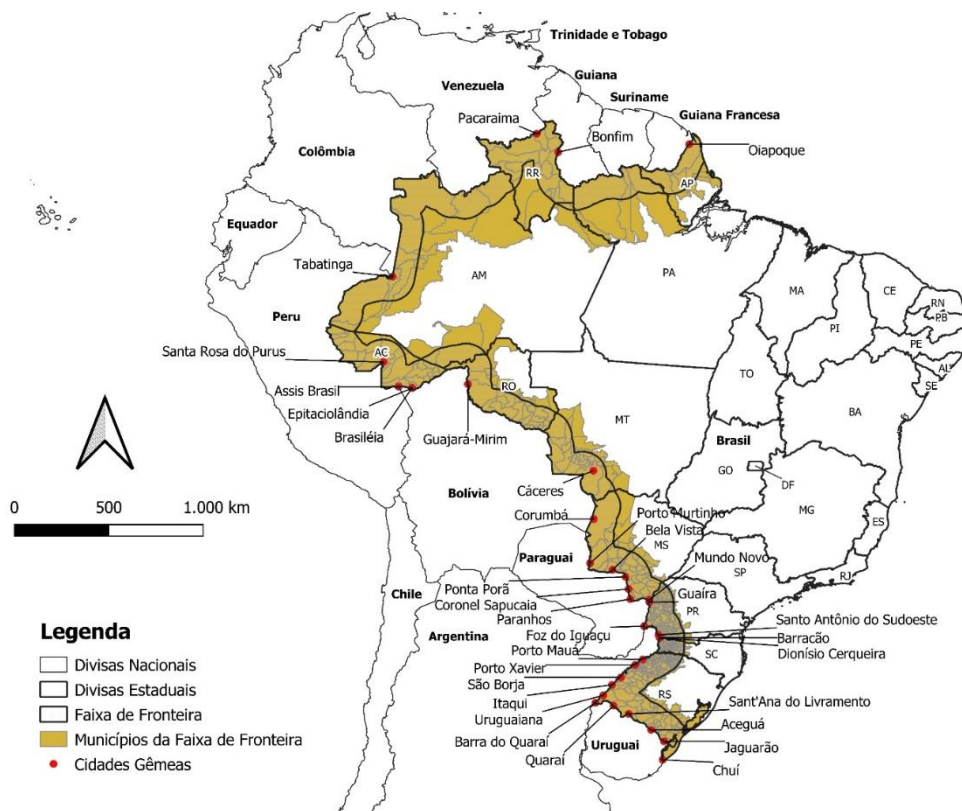 Trinidade e Tobago
Guiana
Venezuela
Suriname
Pacaraima
Guiana Francesa
Bonfim
Colômbia
Oiapoque
RR
AP
Equador
Tabatinga
AM
PA
MA
CE
RN
PB
Peru
PI
PE
Santa Rosa do Purus
AC
AL
TO
SE
Assis Brasil
RO
Epitaciolândia
BA
Brasiléia
Guajará-Mirim
MT
Brasil
GO
DF
0 500 1.000 km
Bolívia
Cáceres
MG
Corumbá
Porto Murtinho
ES
Bela Vista
MS
Paraguai
Mundo Novo
SP
RJ
Ponta Porã
Chile
Guaíra
Coronel Sapucaia
PR
Paranhos
Santo Antônio do Sudoeste
Legenda
Argentina
Foz do Iguaçu
Barracão
Porto Mauá
SC
Dionísio Cerqueira
Divisas Nacionais
Porto Xavier
Divisas Estaduais
São Borja
RS
Itaqui
Sant'Ana do Livramento
Faixa de Fronteira
Uruguaiana
Aceguá
Municípios da Faixa de Fronteira
Barra do Quaraí
Uruguai
Jaguarão
Cidades Gêmeas
Quaraí
Chuí